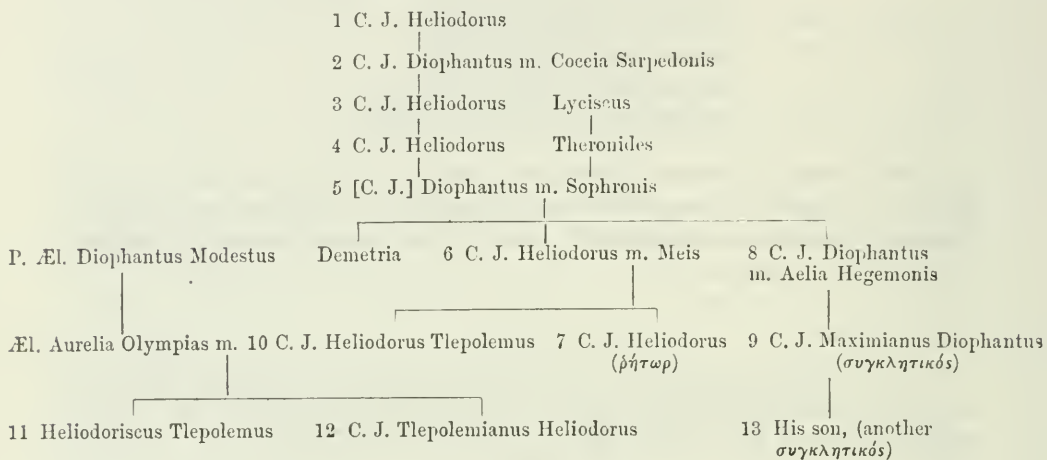 1 C. J. Heliodorus
2 C. J. Diophantus m. Cocceia Sarpedonis
3 C. J. Heliodorus Lyciscus
4 C. J. Heliodorus Theronides
5 [C. J.] Diophantus m. Sophronis
P. Æl. Diophantus Modestus Demetria 6 C. J. Heliodorus m. Meis 8 C. J. Diophantus
m. Aelia Hegemonis
Æl. Aurelia Olympias m. 10 C. J. Heliodorus Tlepolemus 7 C. J. Heliodorus 9 C. J. Maximianus Diophantus
(ῥήτωρ) (συγκλητικός)
11 Heliodoriscus Tlepolemus 12 C. J. Tlepolemianus Heliodorus 13 His son, (another
συγκλητικός)